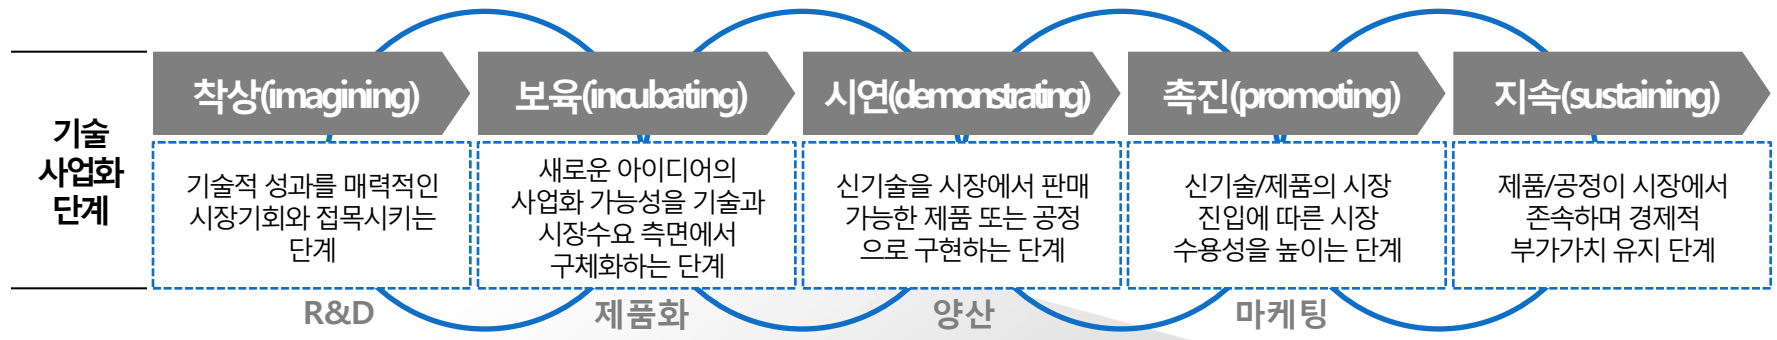 기술
사업화
단계
착상(imagining)
보육(incubating)
시연(demonstrating)
촉진(promoting)
지속(sustaining)
기술적 성과를 매력적인
시장기회와 접목시키는
단계
새로운 아이디어의
사업화 가능성을 기술과
시장수요 측면에서
구체화하는 단계
신기술을 시장에서 판매
가능한 제품 또는 공정
으로 구현하는 단계
신기술/제품의 시장
진입에 따른 시장
수용성을 높이는 단계
제품/공정이 시장에서
존속하며 경제적
부가가치 유지 단계
R&D
제품화
양산
마케팅